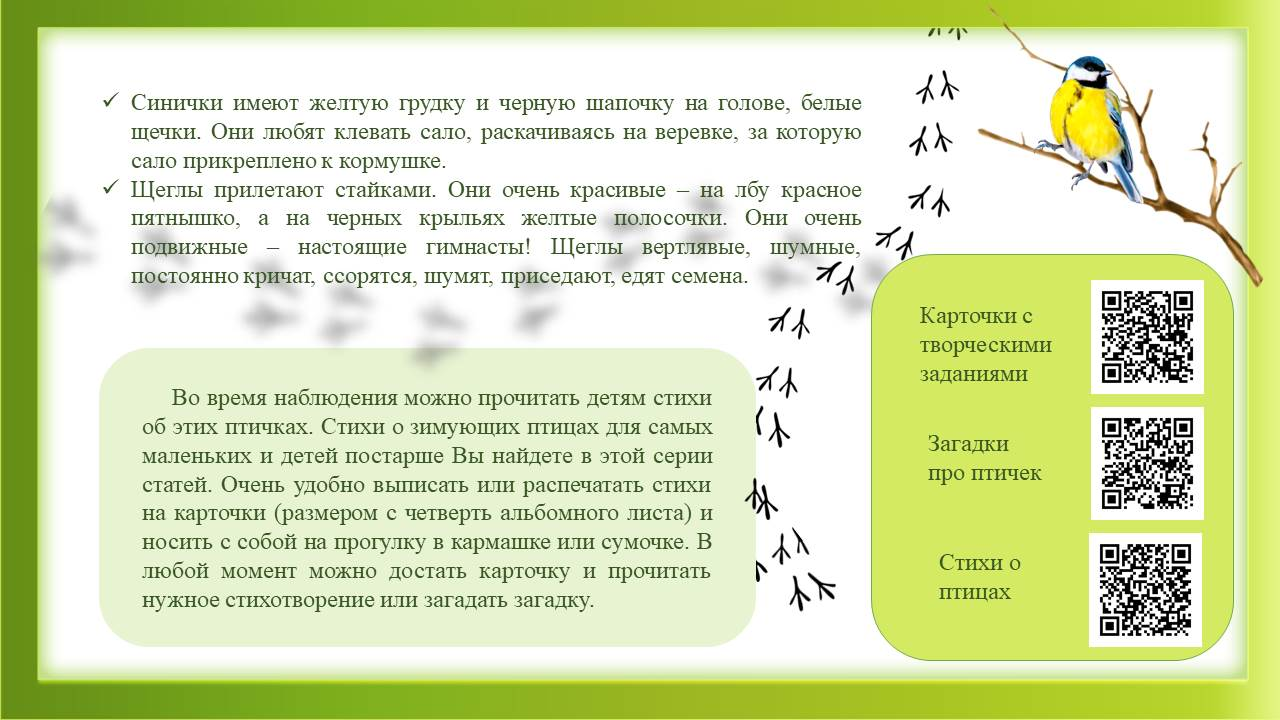 Синички имеют желтую грудку и черную шапочку на голове, белые
щечки. Они любят клевать сало, раскачиваясь на веревке, за которую
сало прикреплено к кормушке.
Щеглы прилетают стайками. Они очень красивые – на лбу красное
пятнышко, а на черных крыльях желтые полосочки. Они очень
подвижные – настоящие гимнасты! Щеглы вертлявые, шумные,
постоянно кричат, ссорятся, шумят, приседают, едят семена.
Во время наблюдения можно прочитать детям стихи
об этих птичках. Стихи о зимующих птицах для самых
маленьких и детей постарше Вы найдете в этой серии
статей. Очень удобно выписать или распечатать стихи
на карточки (размером с четверть альбомного листа) и
носить с собой на прогулку в кармашке или сумочке. В
любой момент можно достать карточку и прочитать
нужное стихотворение или загадать загадку.
Карточки с
творческими
заданиями
Загадки
про птичек
Стихи о
птицах